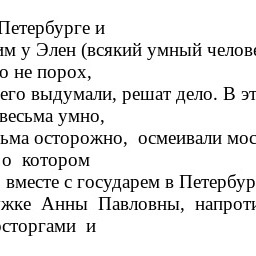 Петербурге и
им у Элен (всякий умный челове
о не порох,
его выдумали, решат дело. В эт
весьма умно,
ьма осторожно, осмеивали мос
о котором
вместе с государем в Петербур
жке Анны Павловны, напроти
осторгами и